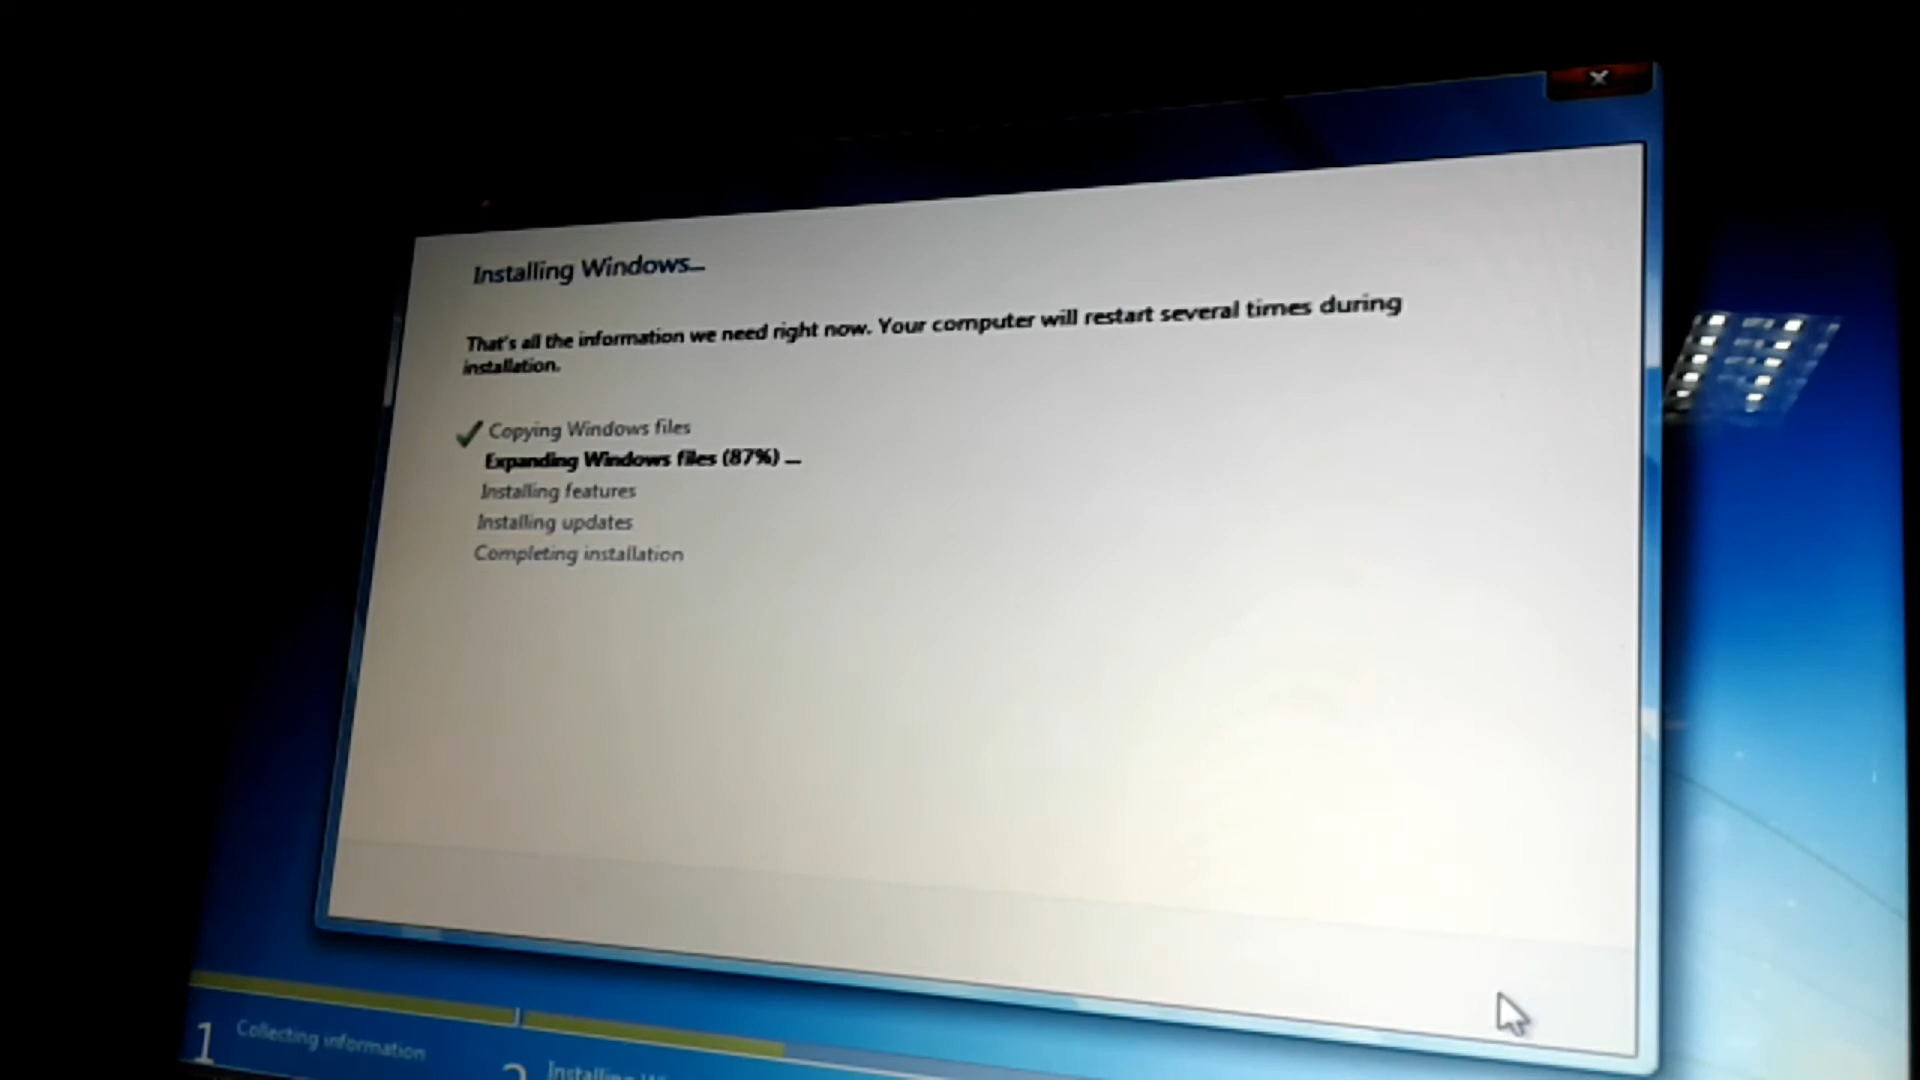 Installing Windows...
That's all the information we need right now. Your computer will restart several times during
installation.
Copying Windows files
Expanding Windows files (87%) ...
Installing features
Installing updates
Completing installation
1 Collecting information
2 Installing